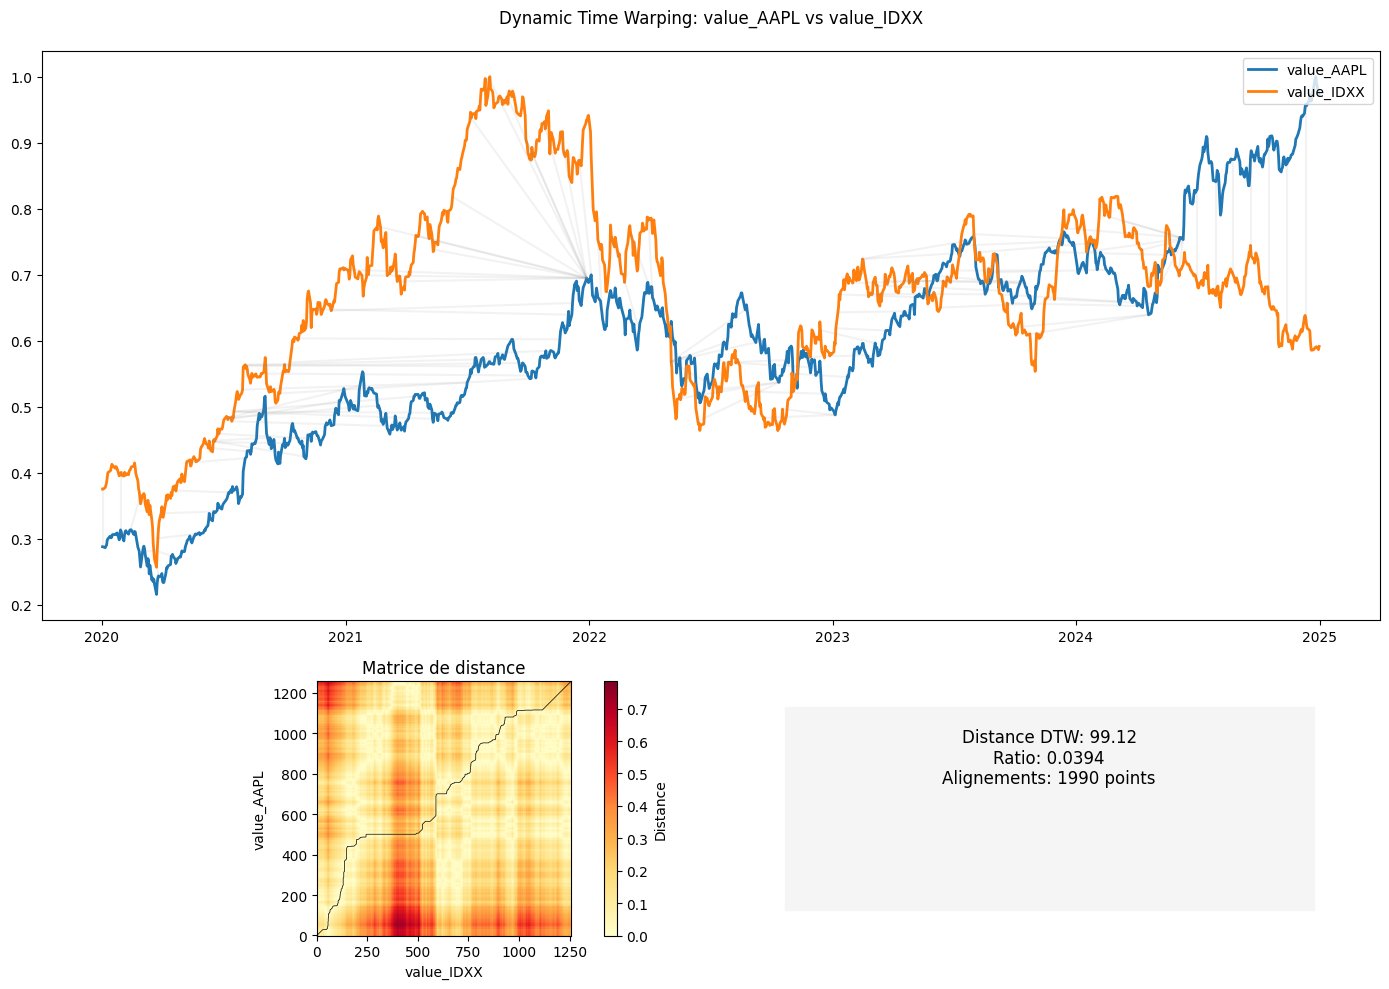 Dynamic Time Warping: value_AAPL vs value_IDXX
value_AAPL
value_IDXX
1.0
0.9
0.8
0.7
0.6
0.5
0.4
0.3
0.2
2020 2021 2022 2023 2024 2025
Matrice de distance
value_AAPL
1200
1000
800
600
400
200
0
0 250 500 750 1000 1250
value_IDXX
0.7
0.6
0.5
0.4
0.3
0.2
0.1
0.0
Distance
Distance DTW: 99.12
Ratio: 0.0394
Alignements: 1990 points